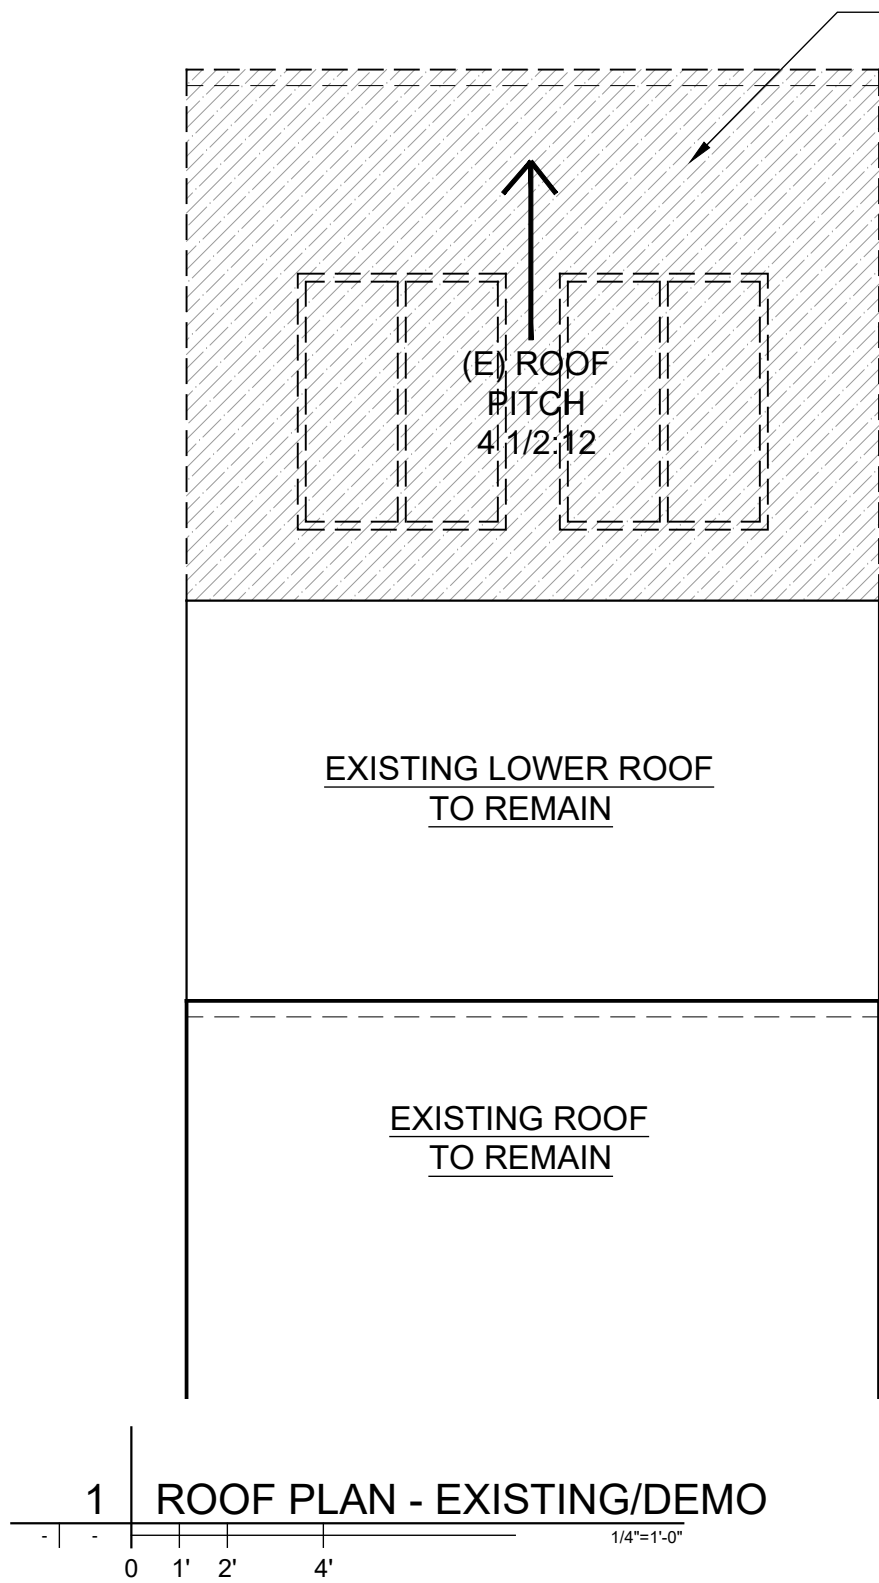 (E) ROOF
PITCH
4 1/2:12
EXISTING LOWER ROOF
TO REMAIN
EXISTING ROOF
TO REMAIN
1 ROOF PLAN - EXISTING/DEMO
- - 1/4"=1'-0"
0 1' 2' 4'